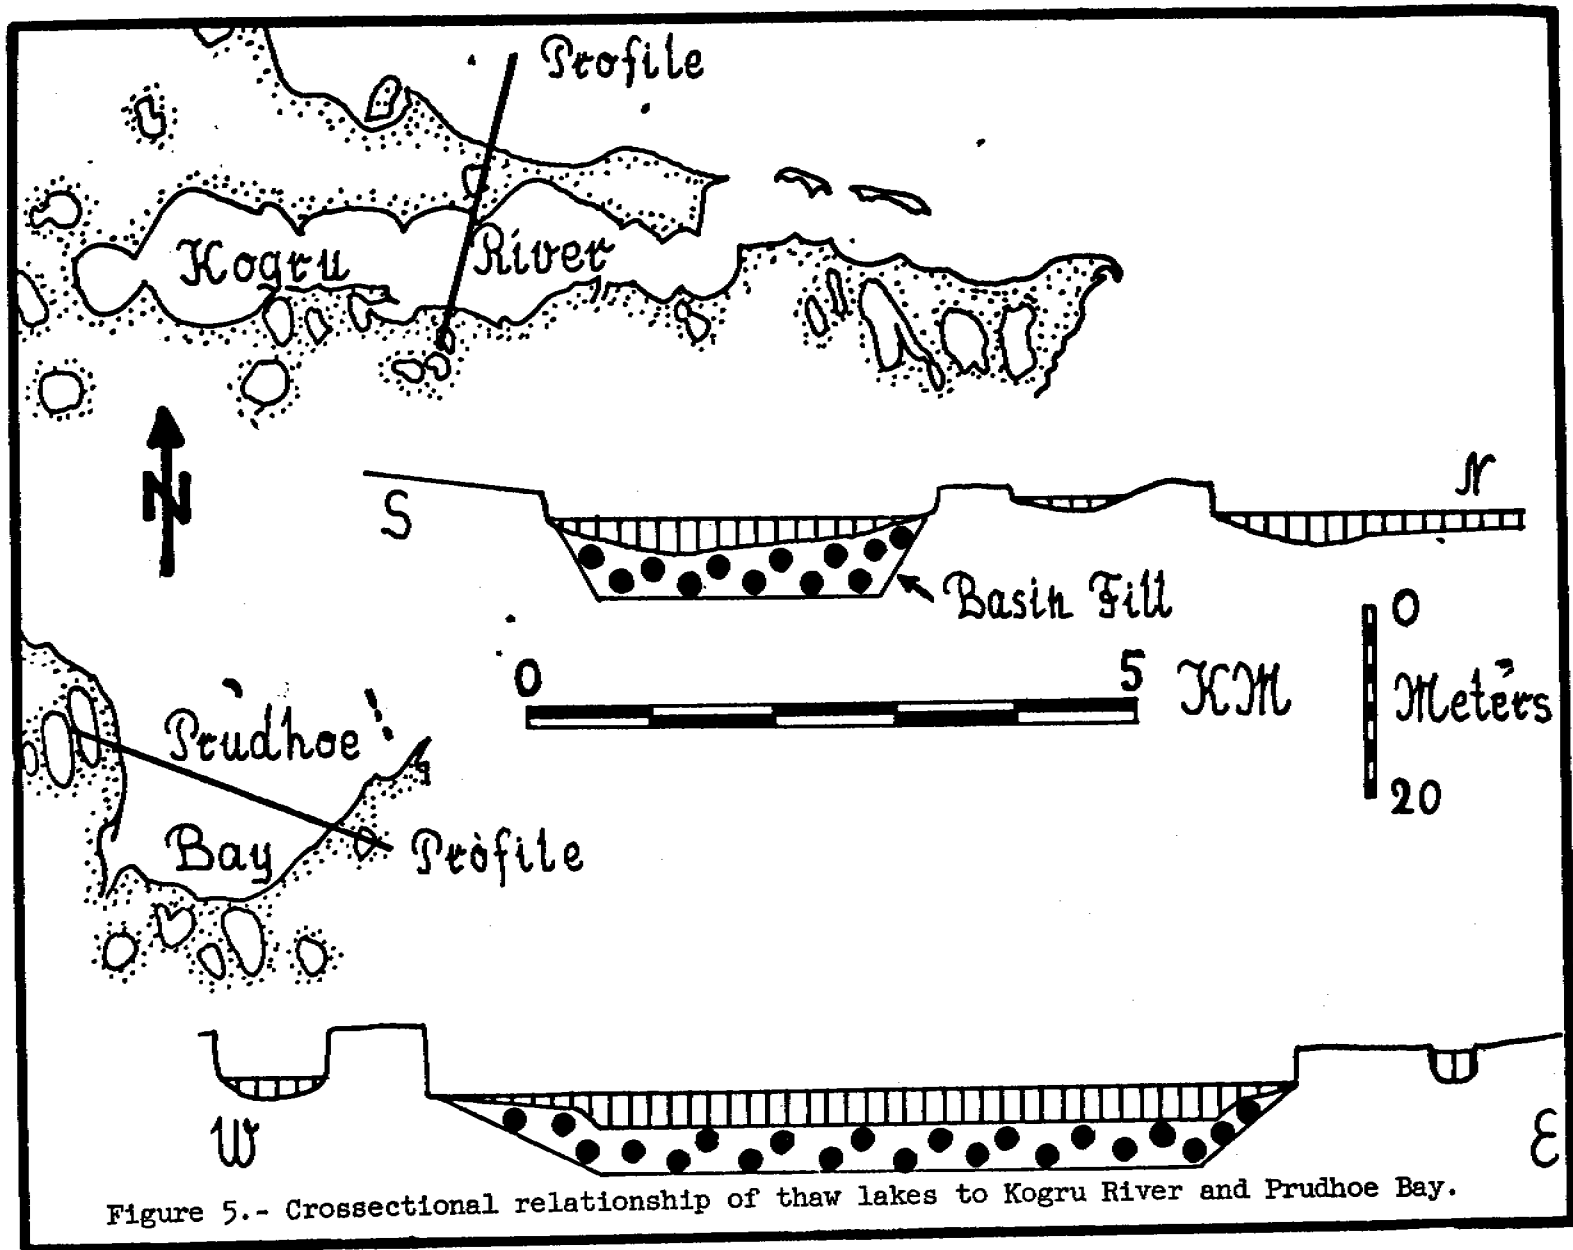 Profile
Kogru River
N
S
N
Basin Fill
0
0 5 KM
Meters
20
Prudhoe
Bay
Profile
W
E
Figure 5.- Crossectional relationship of thaw lakes to Kogru River and Prudhoe Bay.